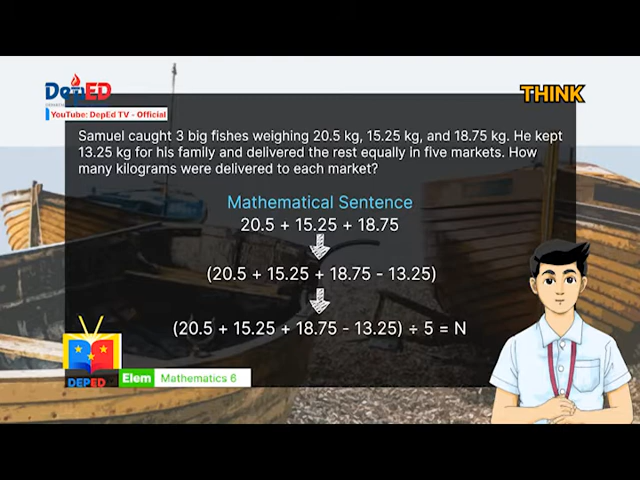 DepED
THINK
YouTube: DepEd TV - Official
Samuel caught 3 big fishes weighing 20.5 kg, 15.25 kg, and 18.75 kg. He kept
13.25 kg for his family and delivered the rest equally in five markets. How
many kilograms were delivered to each market?
Mathematical Sentence
20.5 + 15.25 + 18.75
(20.5 + 15.25 + 18.75 - 13.25)
(20.5 + 15.25 + 18.75 - 13.25) ÷ 5 = N
DEPED
Elem Mathematics 6